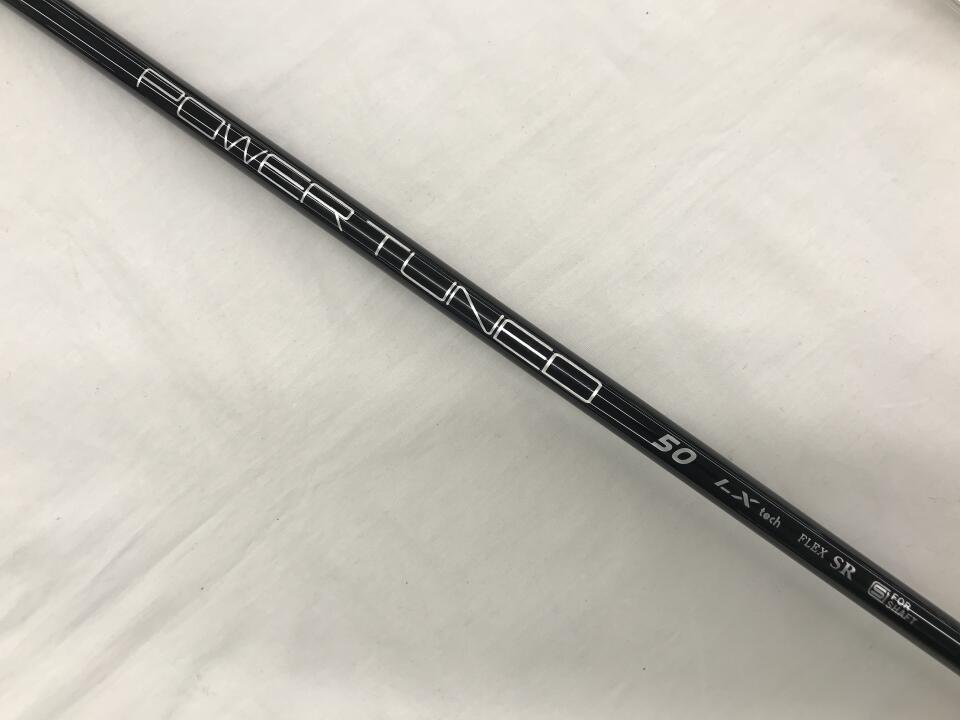 POWER TUNED 50 LX tech FLEX SR S FOR SHAFT